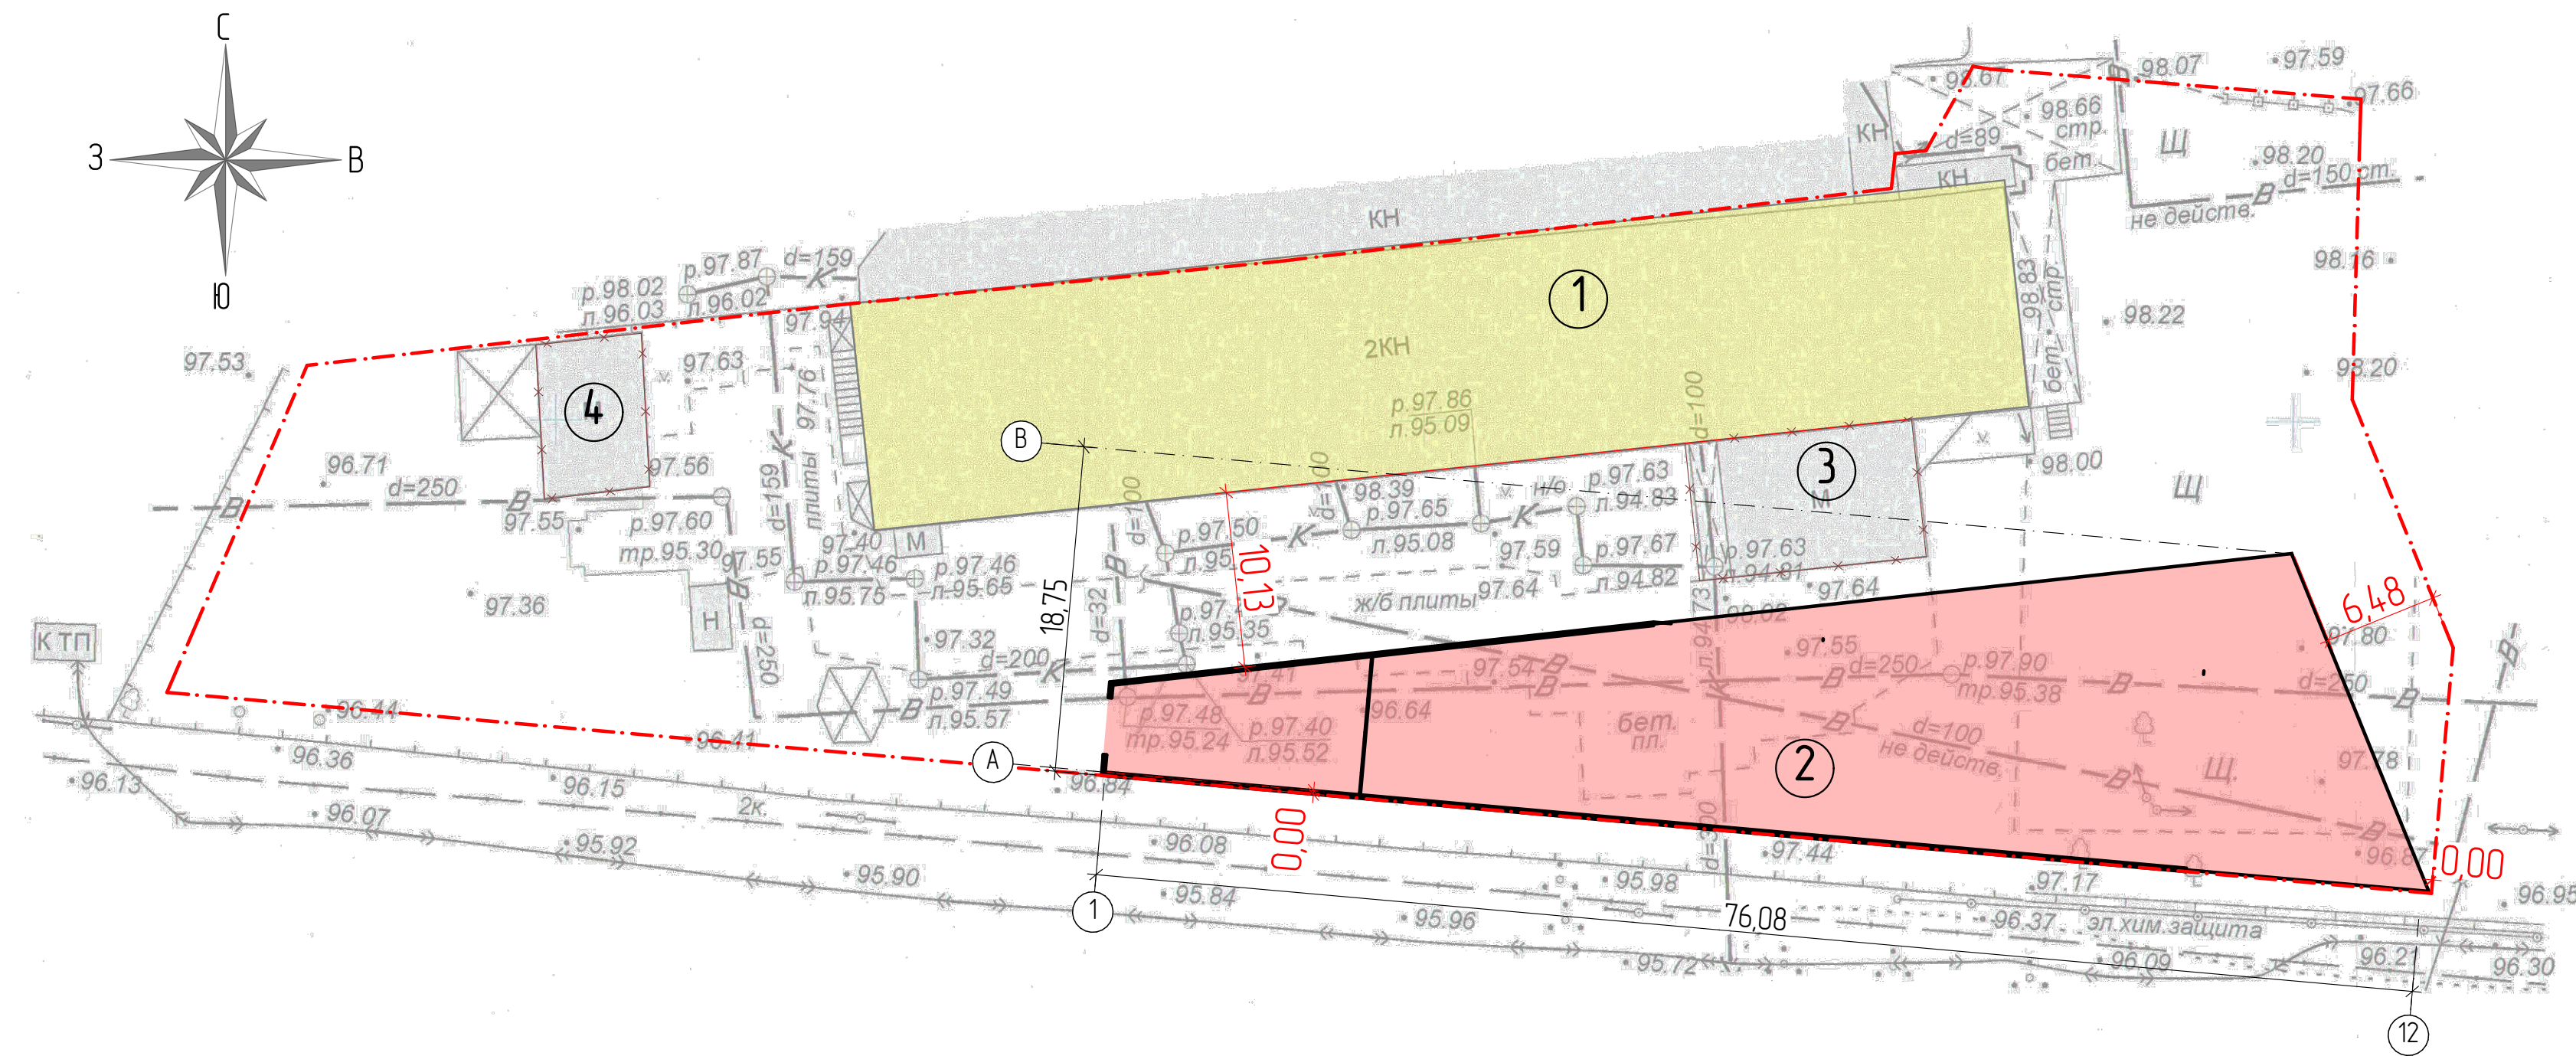 С
З
В
Ю
КН
98.67
98.66
стр.
d=89
бет.
КН
КН
В
98.07
97.59
97.66
Щ
98.20
d=150 ст.
В
не действ.
98.16
98.22
98.20
98.83
бет. стр.
98.00
Щ
1
2КН
р.97.86
л.95.09
р.97.87
л.96.02
d=159
К
р.98.02
л.96.03
97.94
97.53
97.63
97.76
4
96.71
d=250
В
В
97.55
97.56
р.97.60
тр.95.30
97.55
d=159
К
плиты
В
d=100
d=100
98.39
р.97.65
л.95.08
н/о
К
К
р.97.63
л.94.83
d=100
3
М
97.59
р.97.67
л.94.82
р.97.63
л.94.81
97.64
98.02
97.40
М
р.97.46
л.95.75
р.97.46
л.95.65
р.97.50
В
18,75
10,13
d=32
л.95.35
ж/б плиты
97.64
97.36
Н
В
d=250
К ТП
97.32
d=200
К
р.97.49
л.95.57
В
96.44
96.41
97.41
В
97.54
В
В
р.97.48
тр.95.24
р.97.40
л.95.52
96.64
бет.
пл.
97.55
d=250
В
р.97.90
тр.95.38
В
d=250
В
В
d=100
не действ.
В
К
2
Щ.
В
97.80
97.78
96.87
6,48
0,00
В
А
96.84
96.36
96.13
96.15
96.07
2к.
95.92
95.90
96.08
0,00
95.84
95.96
95.98
d=300
97.44
97.17
76,08
96.37
эл.хим.защита
95.72
96.09
96.21
96.30
96.95
1
12